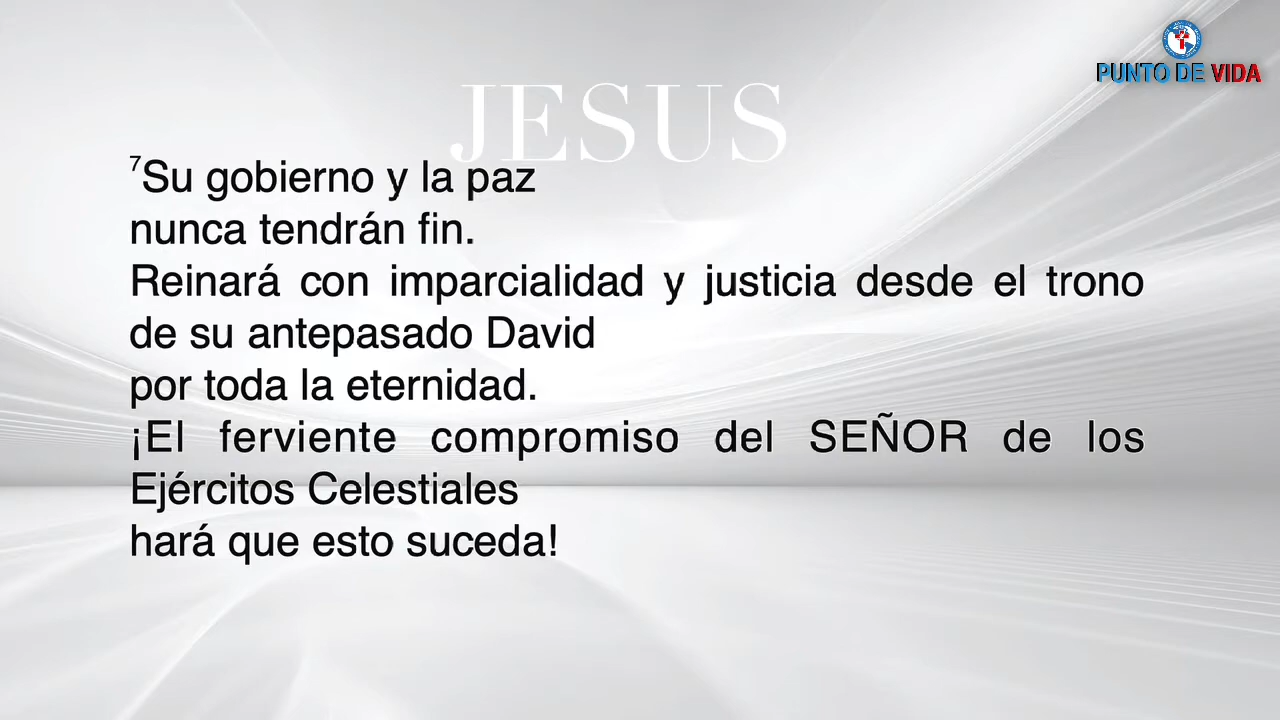 PUNTO DE VIDA
JESUS
7Su gobierno y la paz
nunca tendrán fin.
Reinará con imparcialidad y justicia desde el trono
de su antepasado David
por toda la eternidad.
¡El ferviente compromiso del SEÑOR de los
Ejércitos Celestiales
hará que esto suceda!